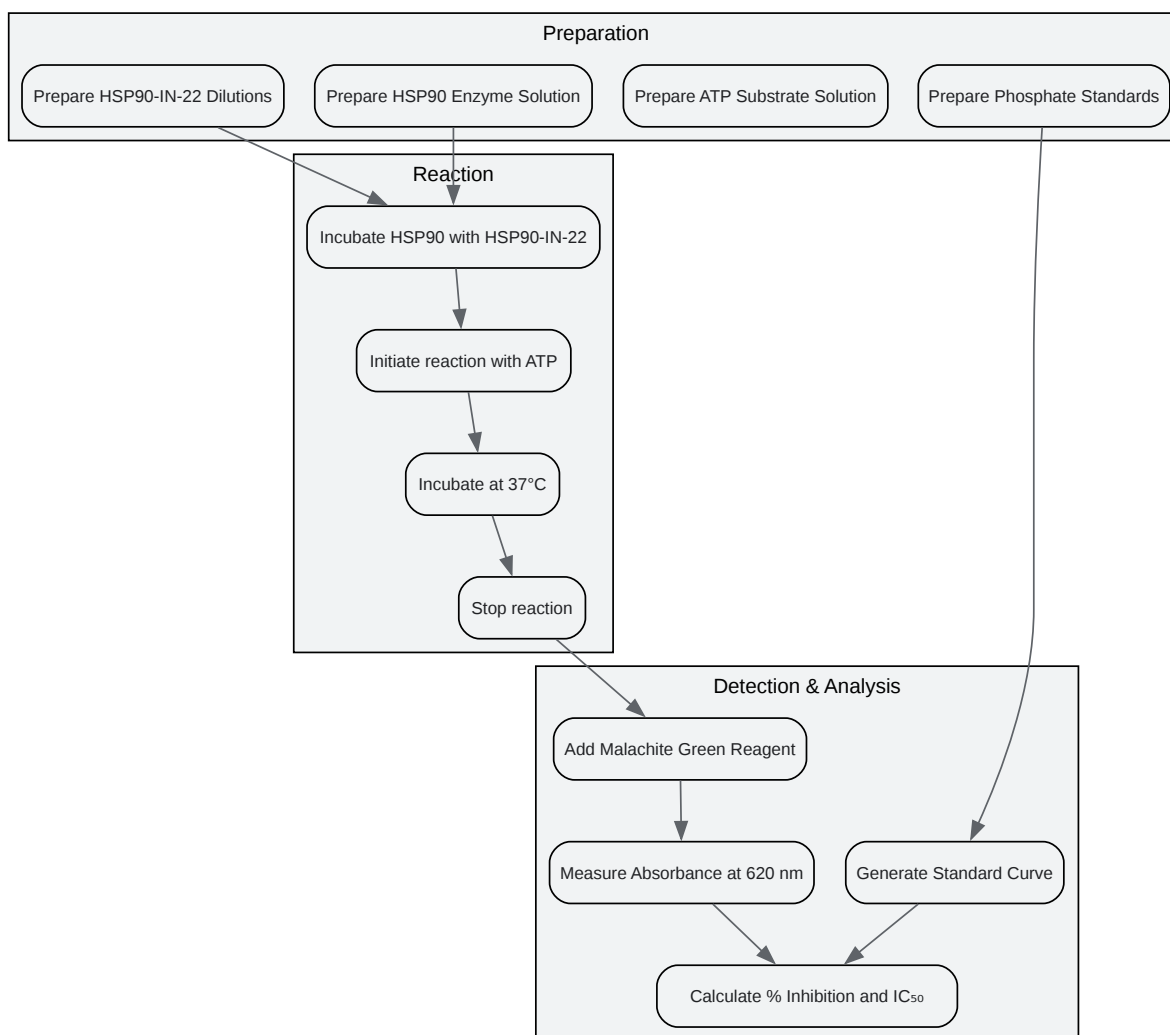 Preparation
Prepare HSP90-IN-22 Dilutions
Prepare HSP90 Enzyme Solution
Prepare ATP Substrate Solution
Prepare Phosphate Standards
Reaction
Incubate HSP90 with HSP90-IN-22
Initiate reaction with ATP
Incubate at 37°C
Stop reaction
Detection & Analysis
Add Malachite Green Reagent
Measure Absorbance at 620 nm
Generate Standard Curve
Calculate % Inhibition and IC₅₀